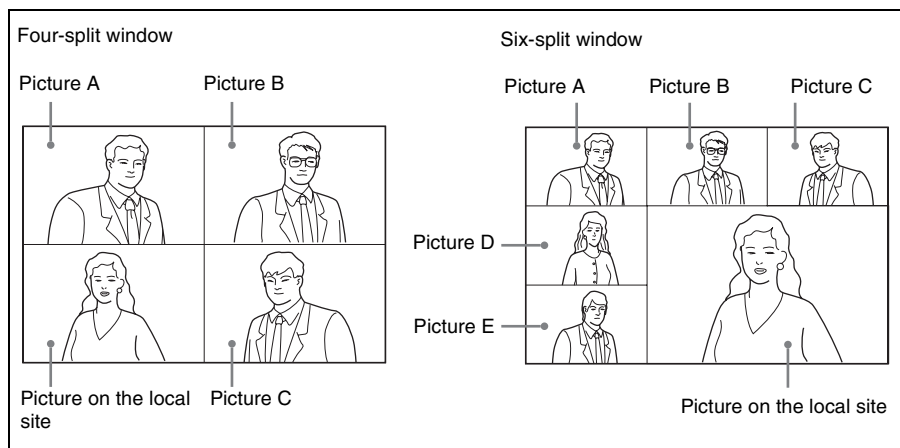 Four-split window
Picture A
Picture B
Picture on the local
site
Picture C
Six-split window
Picture A
Picture B
Picture C
Picture D
Picture E
Picture on the local site